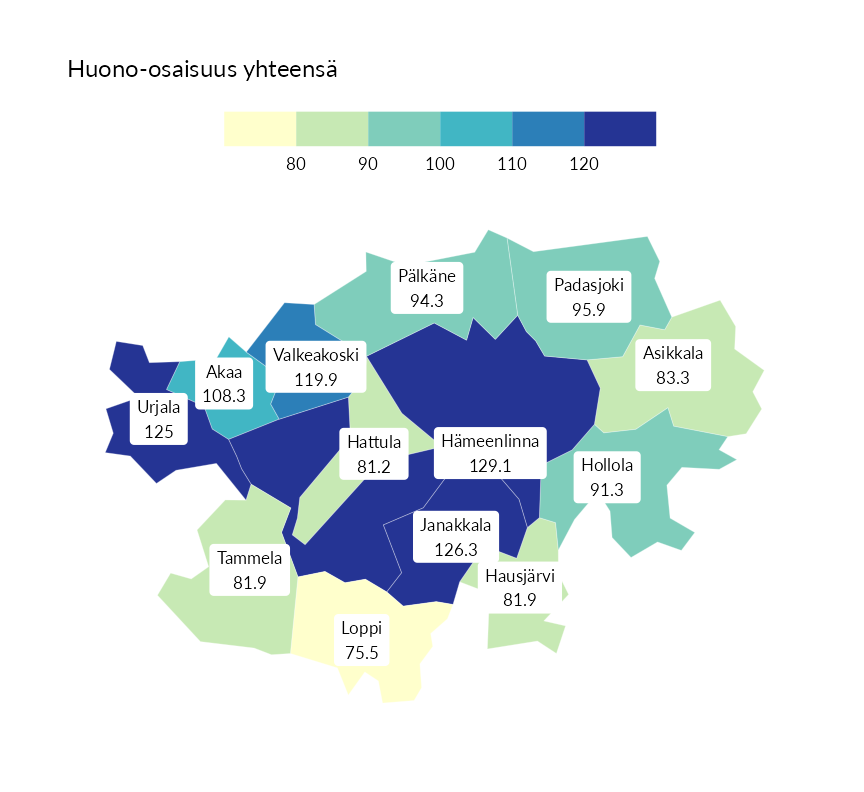 Huono-osaisuus yhteensä
80 90 100 110 120
Pälkäne
94.3
Padasjoki
95.9
Asikkala
83.3
Valkeakoski
119.9
Akaa
108.3
Urjala
125
Hattula
81.2
Hämeenlinna
129.1
Hollola
91.3
Janakkala
126.3
Tammela
81.9
Hausjärvi
81.9
Loppi
75.5